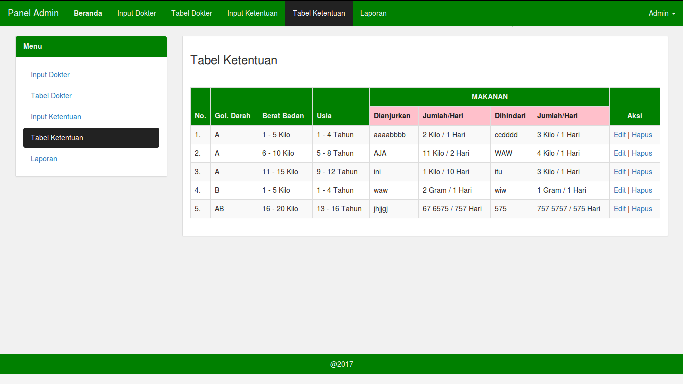 Panel Admin Beranda Input Dokter Tabel Dokter Input Ketentuan Tabel Ketentuan Laporan Admin
Menu
Input Dokter
Tabel Dokter
Input Ketentuan
Tabel Ketentuan
Laporan
Tabel Ketentuan
MAKANAN
No. Gol. Darah Berat Badan Usia Dianjurkan Jumlah/Hari Dihindari Jumlah/Hari Aksi
1. A 1 - 5 Kilo 1 - 4 Tahun aaaabbbb 2 Kilo / 1 Hari ccdddd 3 Kilo / 1 Hari Edit | Hapus
2. A 6 - 10 Kilo 5 - 8 Tahun AJA 11 Kilo / 2 Hari WAW 4 Kilo / 1 Hari Edit | Hapus
3. A 11 - 15 Kilo 9 - 12 Tahun ini 1 Kilo / 10 Hari itu 3 Kilo / 1 Hari Edit | Hapus
4. B 1 - 5 Kilo 1 - 4 Tahun waw 2 Gram / 1 Hari wiw 1 Gram / 1 Hari Edit | Hapus
5. AB 16 - 20 Kilo 13 - 16 Tahun jhjjgj 67 6575 / 757 Hari 575 757 5757 / 575 Hari Edit | Hapus
@2017